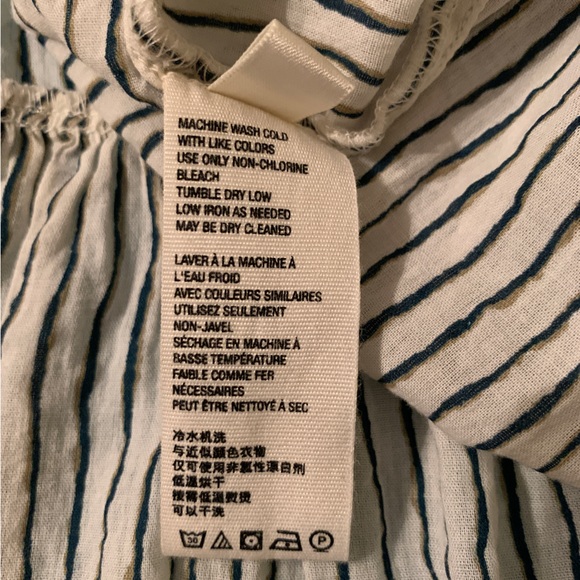 MACHINE WASH COLD
WITH LIKE COLORS
USE ONLY NON-CHLORINE
BLEACH
TUMBLE DRY LOW
LOW IRON AS NEEDED
MAY BE DRY CLEANED
LAVER À LA MACHINE À
L'EAU FROID
AVEC COULEURS SIMILAIRES
UTILISEZ SEULEMENT
NON-JAVEL
SÉCHAGE EN MACHINE À
BASSE TEMPÉRATURE
FAIBLE COMME FER
NÉCESSAIRES
PEUT ÊTRE NETTOYÉ À SEC
冷水机洗
与近似颜色衣物
仅可使用非氯性漂白剂
低温烘干
按需低温熨烫
可以干洗
30 P